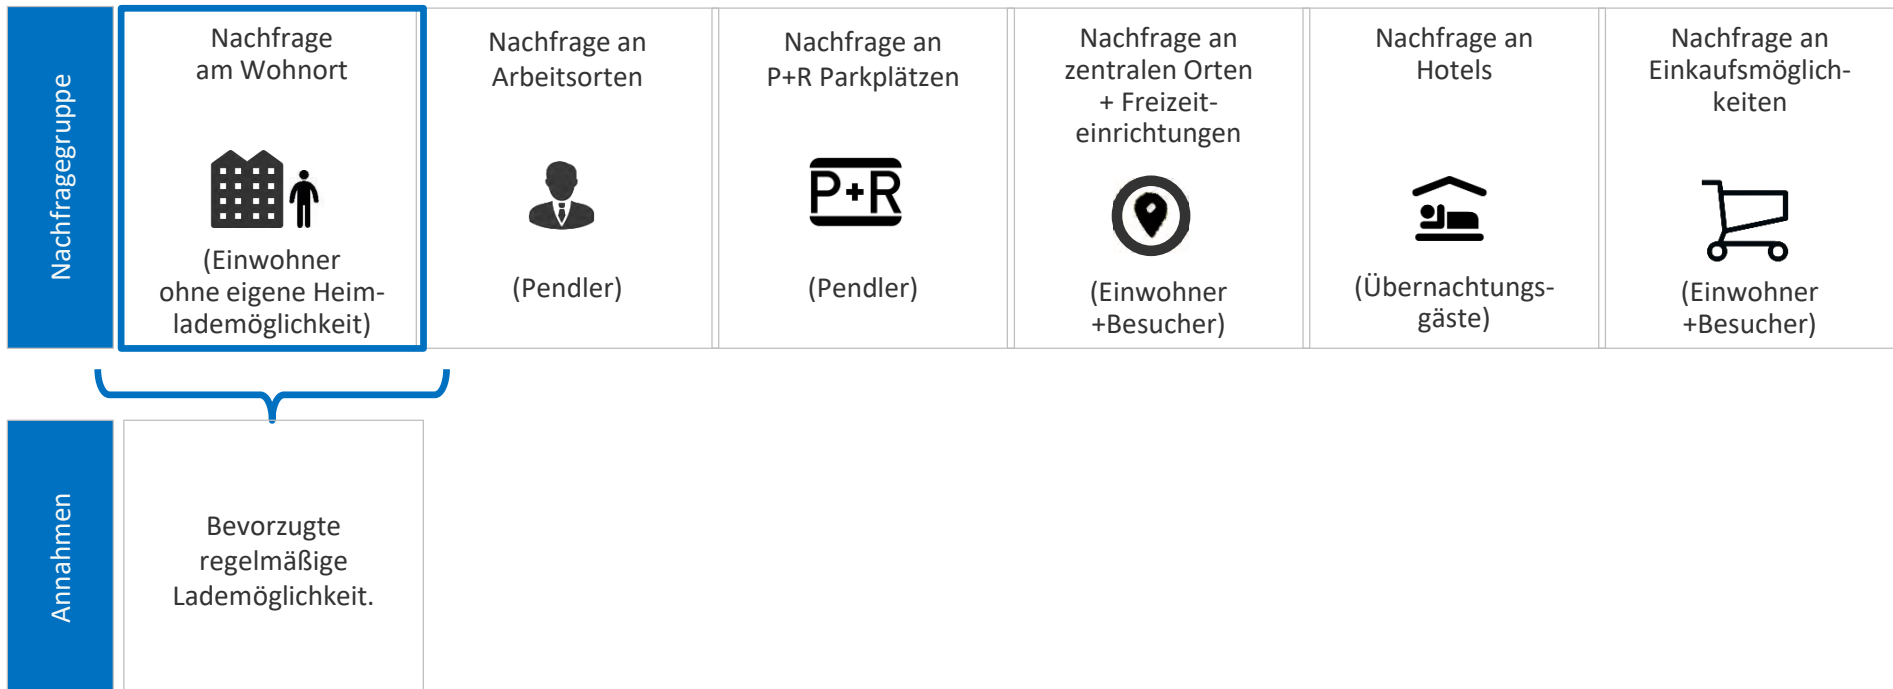 Nachfragegruppe
Nachfrage
am Wohnort
(Einwohner
ohne eigene Heim-
lademöglichkeit)
Nachfrage an
Arbeitsorten
(Pendler)
Nachfrage an
P+R Parkplätzen
P+R
(Pendler)
Nachfrage an
zentralen Orten
+ Freizeit-
einrichtungen
(Einwohner
+Besucher)
Nachfrage an
Hotels
(Übernachtungs-
gäste)
Nachfrage an
Einkaufsmöglich-
keiten
(Einwohner
+Besucher)
Annahmen
Bevorzugte
regelmäßige
Lademöglichkeit.